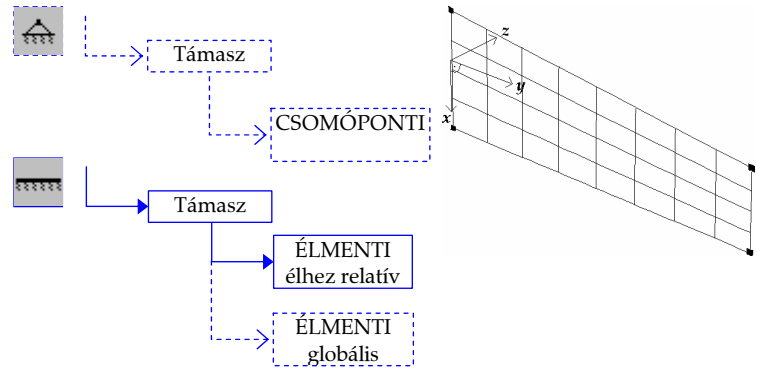 Támasz
CSOMÓPONTI
Támasz
ÉLMENTI
élhez relatív
ÉLMENTI
globális
z
y
x